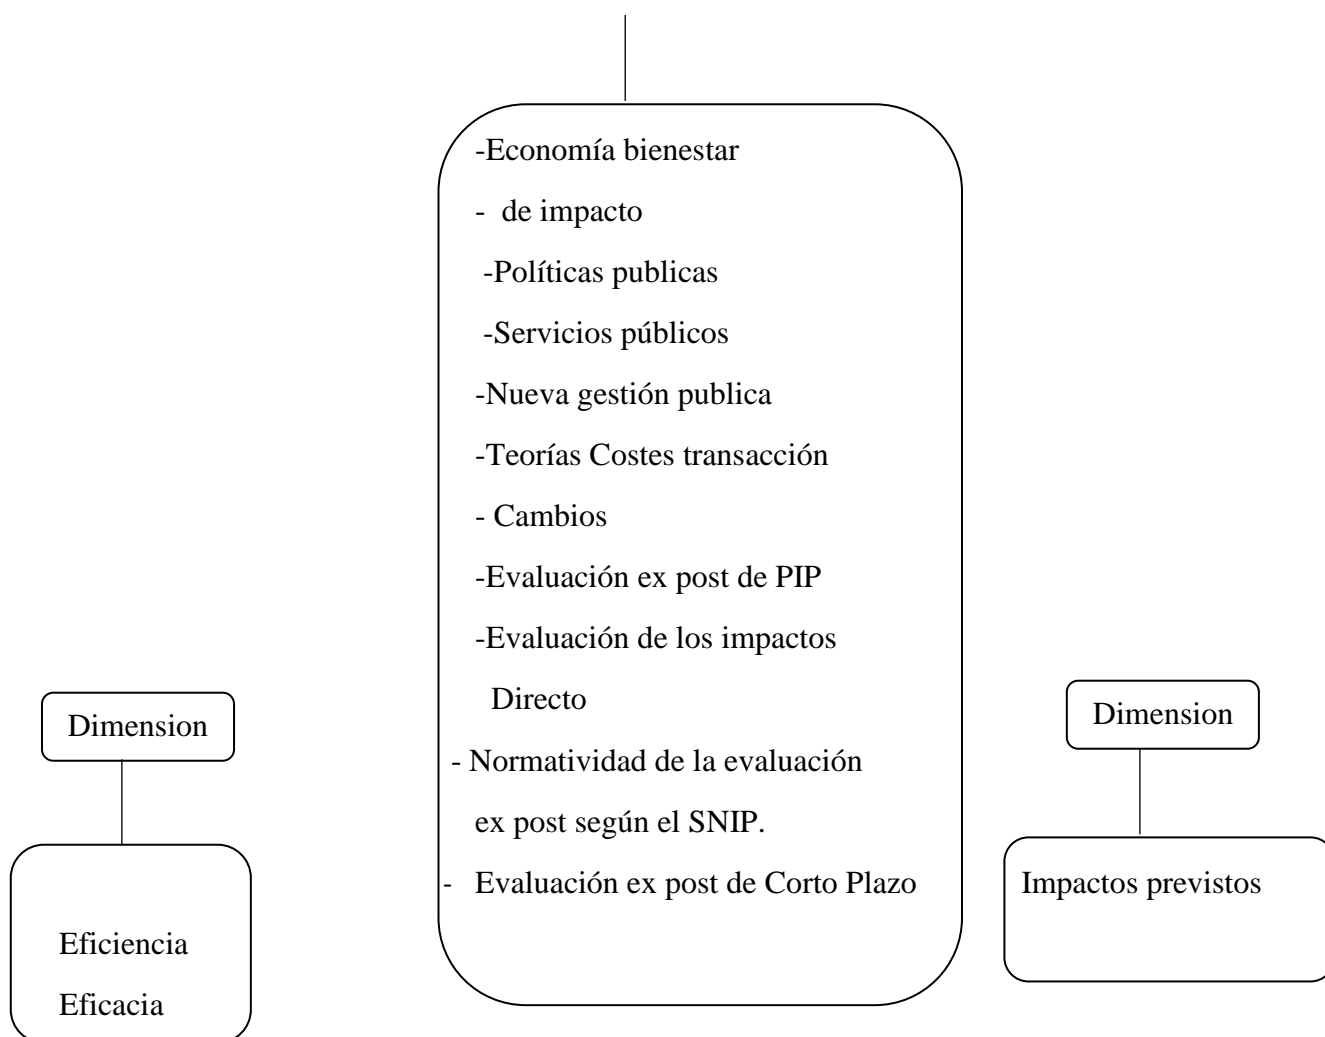 -Economía bienestar
- de impacto
-Políticas publicas
-Servicios públicos
-Nueva gestión publica
-Teorías Costes transacción
- Cambios
-Evaluación ex post de PIP
-Evaluación de los impactos
Directo
- Normatividad de la evaluación
ex post según el SNIP.
- Evaluación ex post de Corto Plazo
Dimension
Eficiencia
Eficacia
Dimension
Impactos previstos